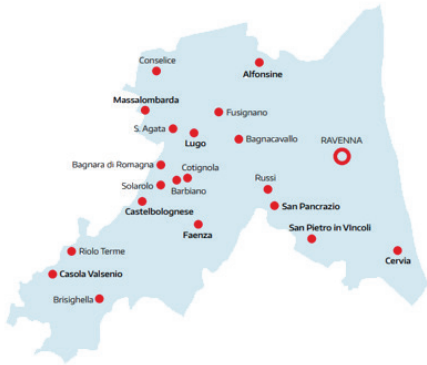 Conselice
Alfonsine
Massalombarda
Fusignano
S. Agata
Lugo
Bagnacavallo
RAVENNA
Bagnara di Romagna
Cotignola
Solarolo
Barbiano
Russi
Castelbolognese
San Pancrazio
Faenza
San Pietro in VIncoli
Riolo Terme
Cervia
Casola Valsenio
Brisighella